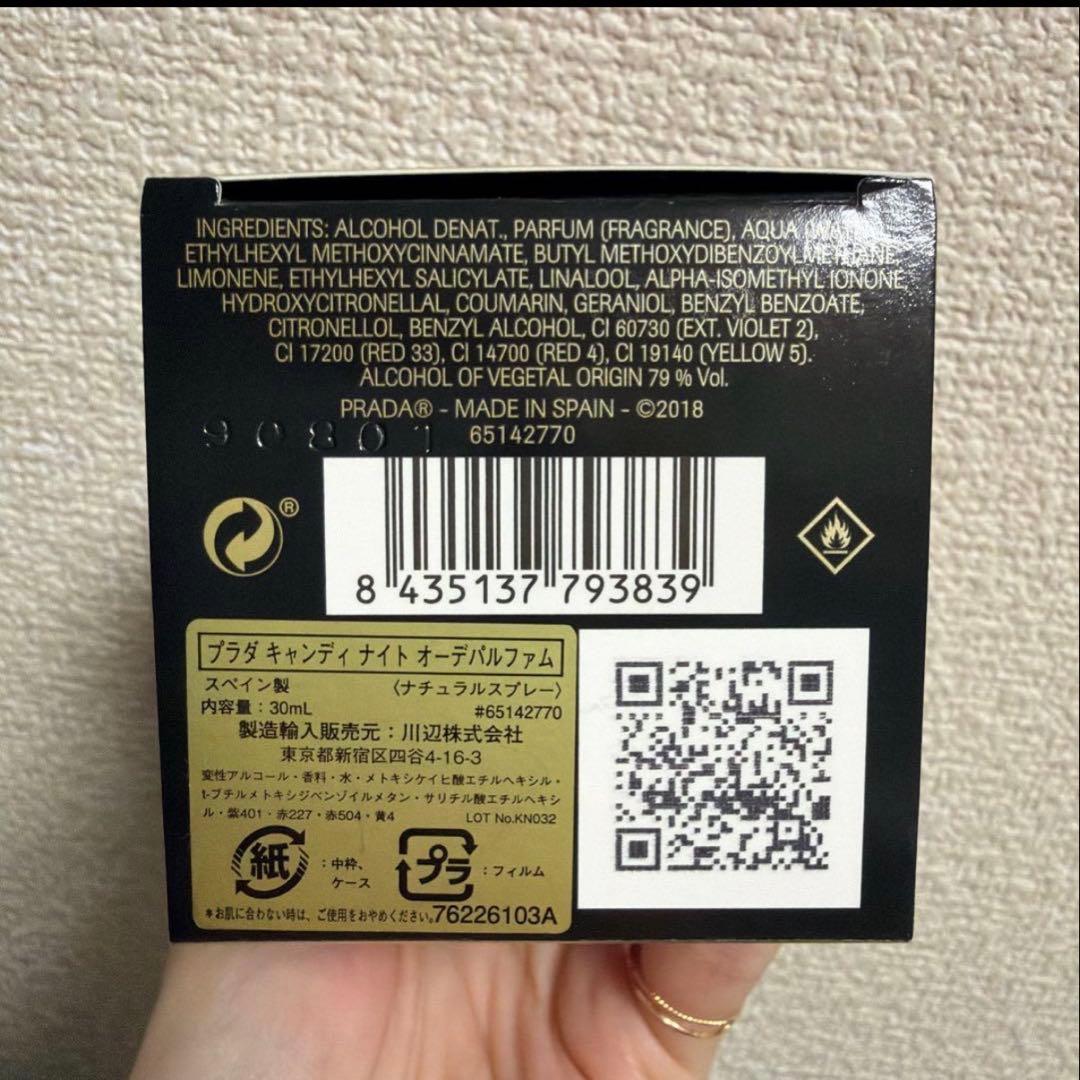 INGREDIENTS: ALCOHOL DENAT., PARFUM (FRAGRANCE), AQUA
ETHYLHEXYL METHOXYCINNAMATE, BUTYL METHOXYDIBENZOYLMETHANE,
LIMONENE, ETHYLHEXYL SALICYLATE, LINALOOL, ALPHA-ISOMETHYL IONONE,
HYDROXYCITRONELLAL, COUMARIN, GERANIOL, BENZYL BENZOATE,
CITRONELLOL, BENZYL ALCOHOL, CI 60730 (EXT. VIOLET 2),
CI 17200 (RED 33), CI 14700 (RED 4), CI 19140 (YELLOW 5).
ALCOHOL OF VEGETAL ORIGIN 79 % Vol.
PRADA® - MADE IN SPAIN - ©2018
90801 65142770
®
8 435137 793839
プラダ キャンディ ナイト オーデパルファム
スペイン製 〈ナチュラルスプレー〉
内容量：30mL #65142770
製造輸入販売元：川辺株式会社
東京都新宿区四谷4-16-3
変性アルコール・香料・水・メトキシケイヒ酸エチルヘキシル・
t-ブチルメトキシジベンゾイルメタン・サリチル酸エチルヘキシ
ル・紫401・赤227・赤504・黄4 LOT No.KN032
紙 ：中枠、ケース プラ ：フィルム
＊お肌に合わない時は、ご使用をおやめください。76226103A